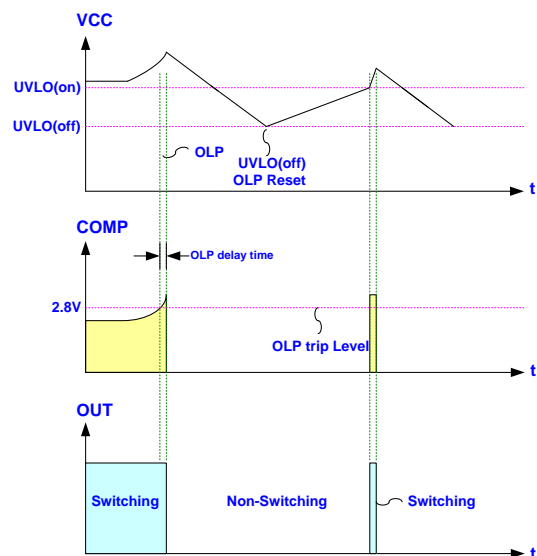 VCC
UVLO(on)
UVLO(off)
OLP
UVLO(off)
OLP Reset
t
COMP
OLP delay time
2.8V
OLP trip Level
t
OUT
Switching
Non-Switching
Switching
t